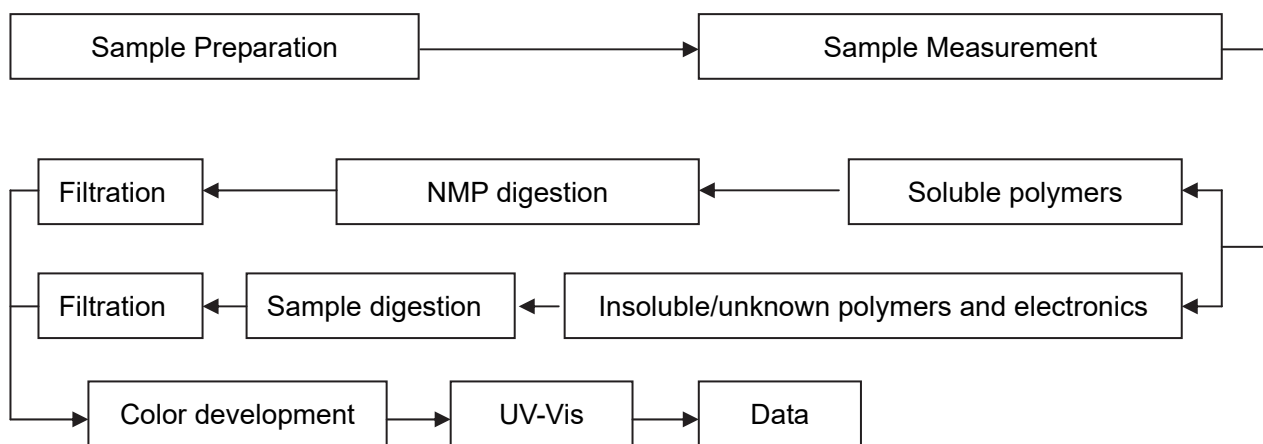 Sample Preparation
Sample Measurement
Filtration
NMP digestion
Soluble polymers
Filtration
Sample digestion
Insoluble/unknown polymers and electronics
Color development
UV-Vis
Data